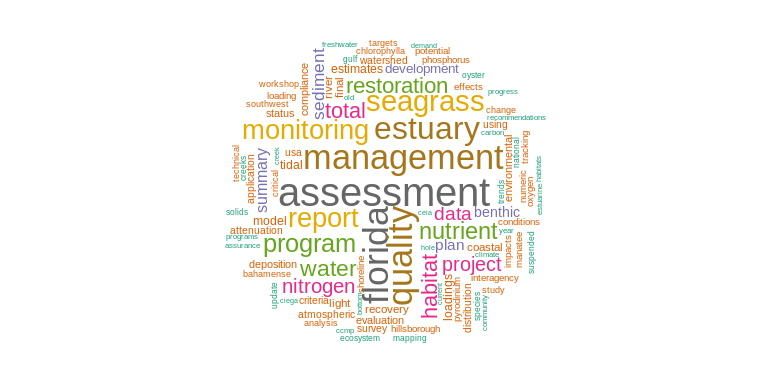 freshwater
targets
demand
chlorophylla
potential
gulf
watershed
phosphorus
estimates
development
oyster
workshop
compliance
river
final
sediment
restoration
effects
progress
loading
old
southwest
status
total
seagrass
change
recommendations
monitoring
estuary
using
carbon
technical
creeks
application
summary
usa
creek
tidal
critical
management
trends
environmental
national
tracking
assessment
numeric
oxygen
estuarine habitats
solids
model
report
florida
quality
ceia
data
benthic
conditions
attenuation
nutrient
year
programs
assurance
program
hole
plan
coastal
climate
impacts
manatee
suspended
deposition
water
shoreline
habitat
project
bahamense
nitrogen
current
interagency
update
ciega
criteria
light
bottom
loadings
pyrodinium
distribution
species
community
study
atmospheric
recovery
analysis
evaluation
ccmp
survey
hillsborough
ecosystem
mapping